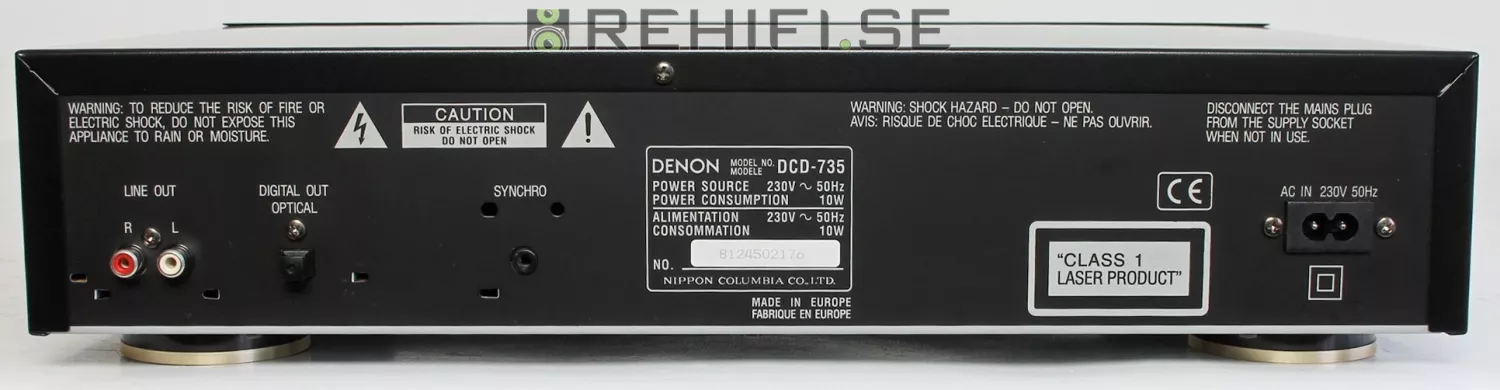 REHIFI.SE
WARNING: TO REDUCE THE RISK OF FIRE OR
ELECTRIC SHOCK, DO NOT EXPOSE THIS
APPLIANCE TO RAIN OR MOISTURE.
CAUTION
RISK OF ELECTRIC SHOCK
DO NOT OPEN
WARNING: SHOCK HAZARD – DO NOT OPEN.
AVIS: RISQUE DE CHOC ELECTRIQUE – NE PAS OUVRIR.
DISCONNECT THE MAINS PLUG
FROM THE SUPPLY SOCKET
WHEN NOT IN USE.
LINE OUT
R L
DIGITAL OUT
OPTICAL
SYNCHRO
DENON MODEL NO. MODELE DCD-735
POWER SOURCE 230V ~ 50Hz
POWER CONSUMPTION 10W
ALIMENTATION 230V ~ 50Hz
CONSOMMATION 10W
NO. 8124502176
NIPPON COLUMBIA CO., LTD.
MADE IN EUROPE
FABRIQUE EN EUROPE
CE
"CLASS 1
LASER PRODUCT"
AC IN 230V 50Hz